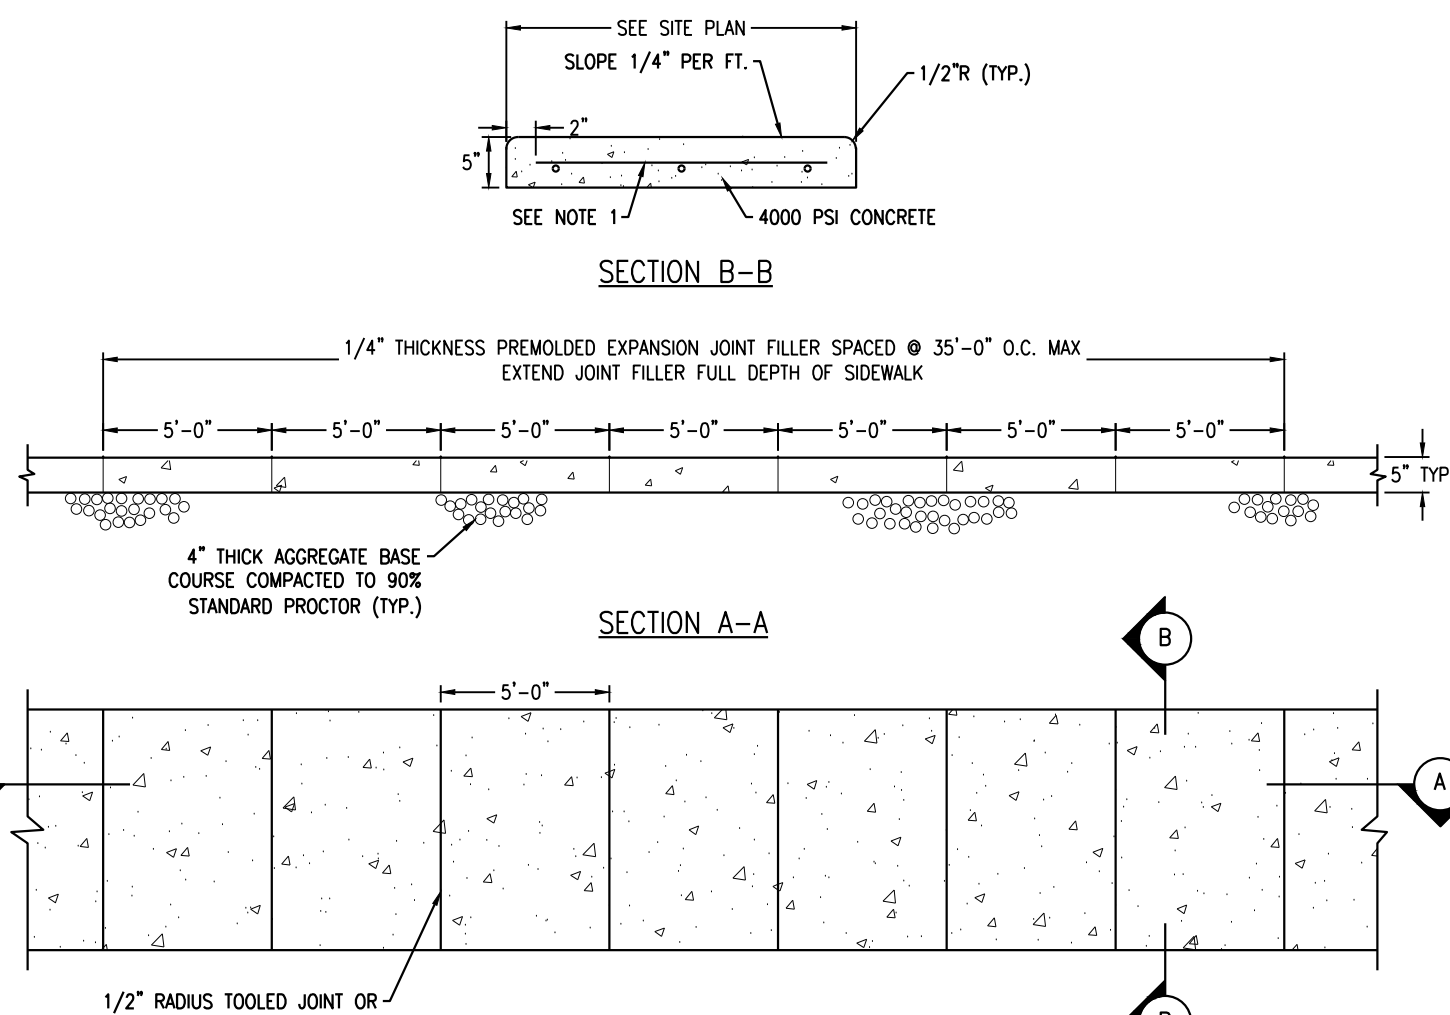 SEE SITE PLAN
SLOPE 1/4" PER FT.
1/2"R (TYP.)
2"
5"
SEE NOTE 1
4000 PSI CONCRETE
SECTION B-B
1/4" THICKNESS PREMOLDED EXPANSION JOINT FILLER SPACED @ 35'-0" O.C. MAX
EXTEND JOINT FILLER FULL DEPTH OF SIDEWALK
5'-0" 5'-0" 5'-0" 5'-0" 5'-0" 5'-0" 5'-0"
5" TYP
4" THICK AGGREGATE BASE
COURSE COMPACTED TO 90%
STANDARD PROCTOR (TYP.)
SECTION A-A
B
5'-0"
A
1/2" RADIUS TOOLED JOINT OR